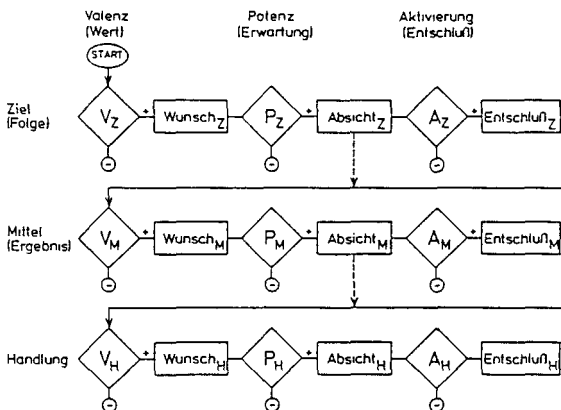 Valenz
(Wert)
Potenz
(Erwartung)
Aktivierung
(Entschluß)
START
Ziel
(Folge)
V_Z + Wunsch_Z P_Z + Absicht_Z A_Z + Entschluß_Z
− − −
Mittel
(Ergebnis)
V_M + Wunsch_M P_M + Absicht_M A_M + Entschluß_M
− − −
Handlung
V_H + Wunsch_H P_H + Absicht_H A_H + Entschluß_H
− − −